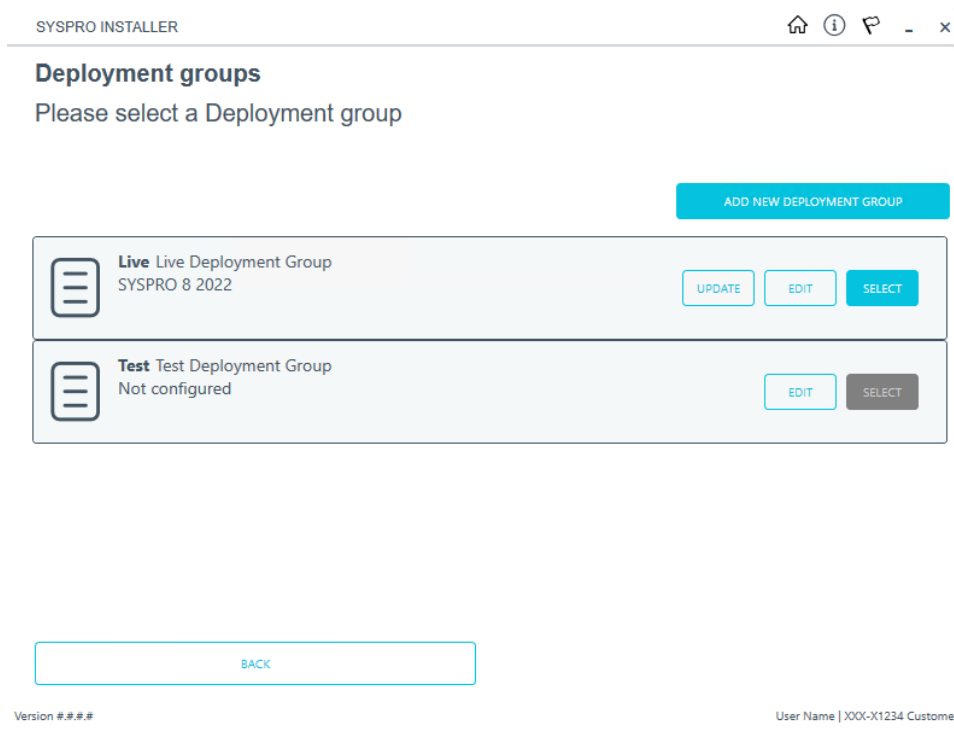 SYSPRO INSTALLER
Deployment groups
Please select a Deployment group
ADD NEW DEPLOYMENT GROUP
Live Live Deployment Group
SYSPRO 8 2022
UPDATE EDIT SELECT
Test Test Deployment Group
Not configured
EDIT SELECT
BACK
Version #.#.#.# User Name | XXX-X1234 Custome